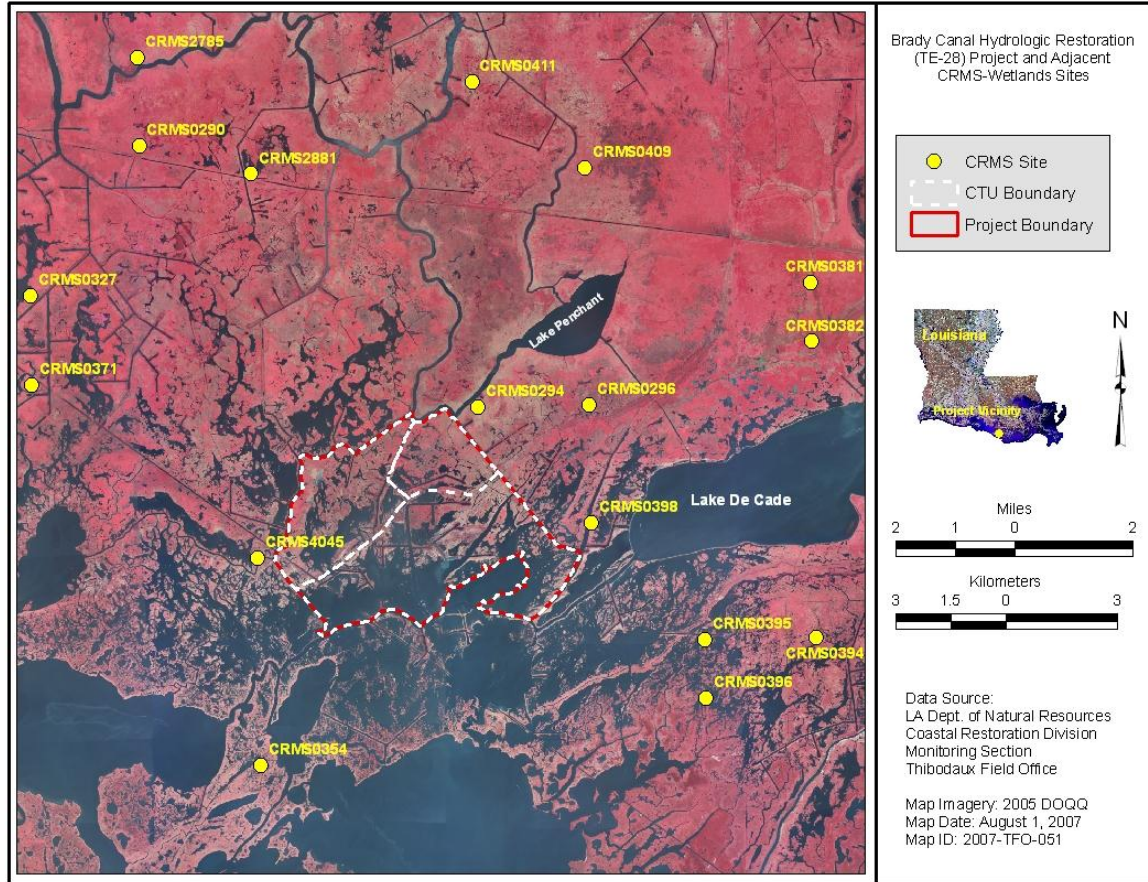 CRMS2785
CRMS0411
CRMS0290
CRMS2881
CRMS0409
CRMS0327
CRMS0381
Lake Penchant
CRMS0382
CRMS0371
CRMS0294
CRMS0296
Lake De Cade
CRMS0398
CRMS4045
CRMS0395
CRMS0394
CRMS0396
CRMS0354
Brady Canal Hydrologic Restoration
(TE-28) Project and Adjacent
CRMS-Wetlands Sites
CRMS Site
CTU Boundary
Project Boundary
Louisiana
Project Vicinity
N
Miles
2 1 0 2
Kilometers
3 1.5 0 3
Data Source:
LA Dept. of Natural Resources
Coastal Restoration Division
Monitoring Section
Thibodaux Field Office
Map Imagery: 2005 DOQQ
Map Date: August 1, 2007
Map ID: 2007-TFO-051